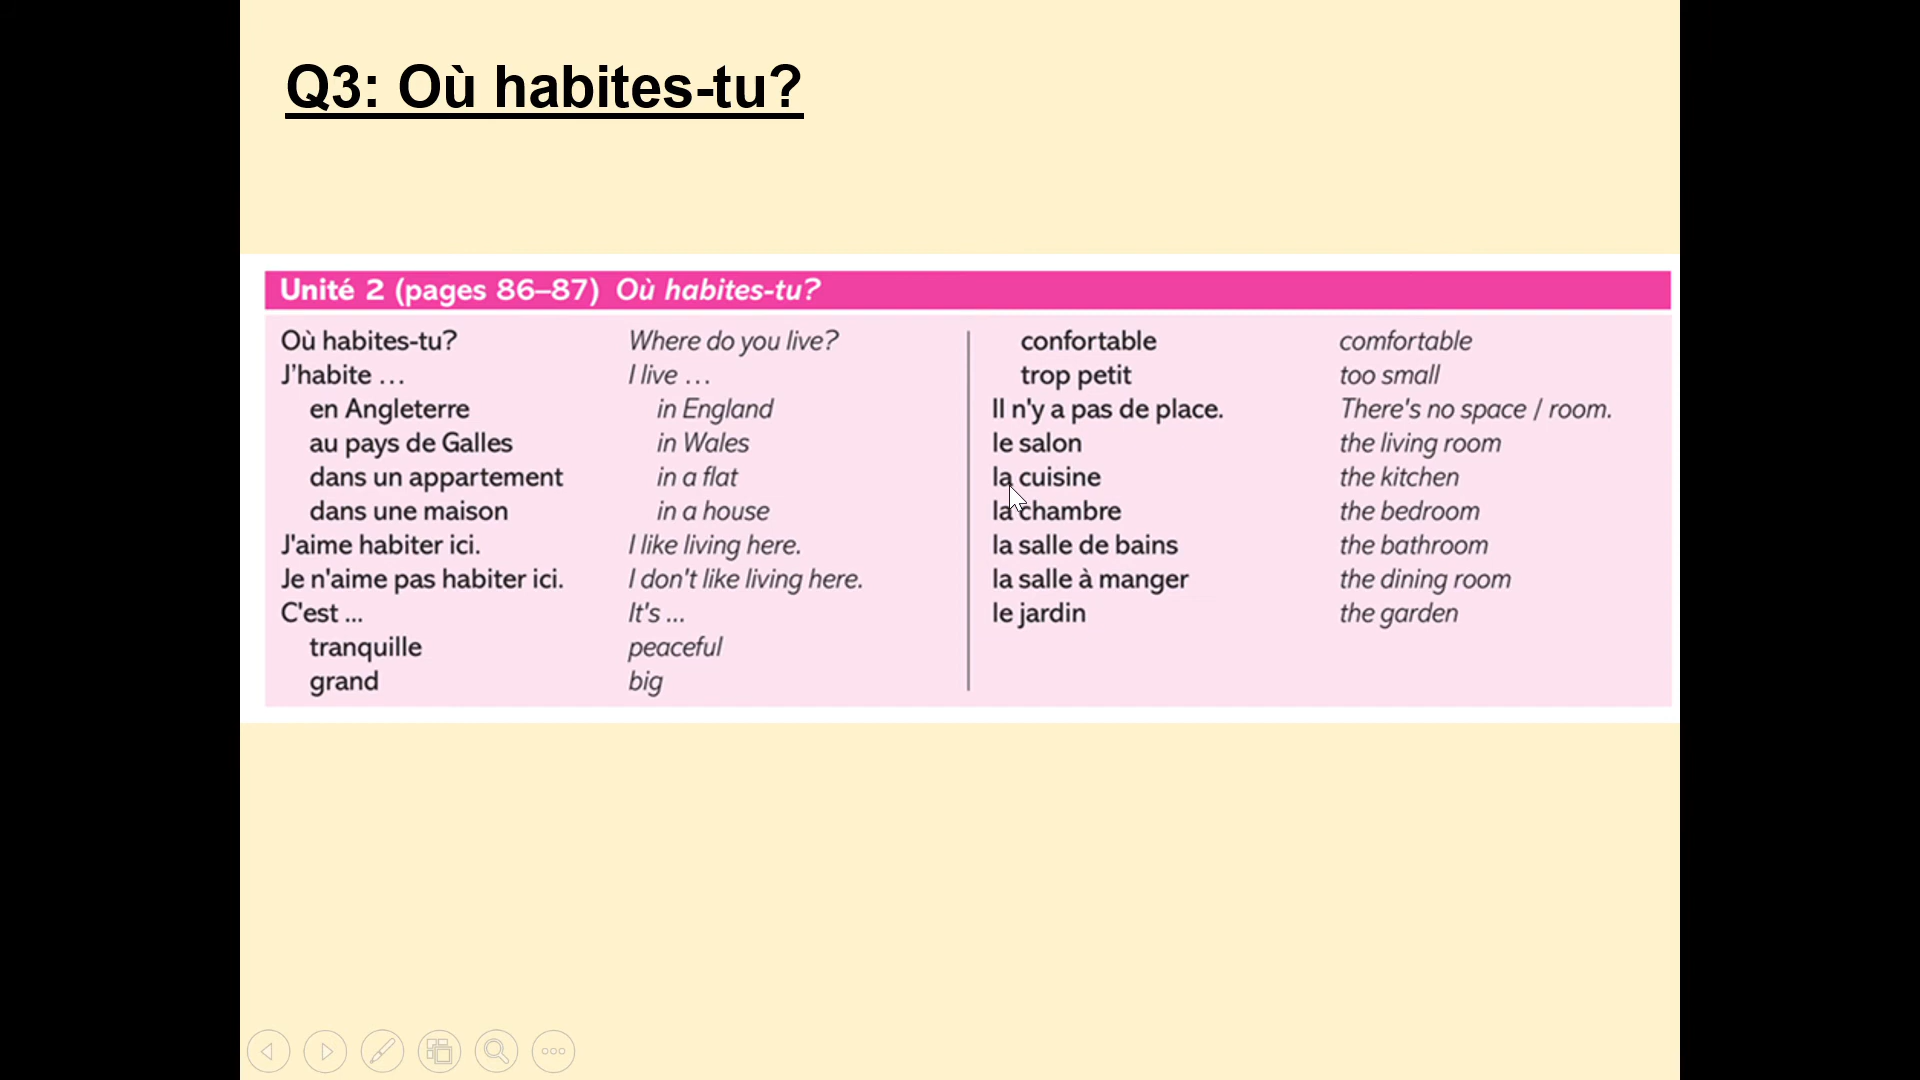 Q3: Où habites-tu?
Unité 2 (pages 86–87) Où habites-tu?
Où habites-tu? Where do you live?
J'habite … I live …
en Angleterre in England
au pays de Galles in Wales
dans un appartement in a flat
dans une maison in a house
J'aime habiter ici. I like living here.
Je n'aime pas habiter ici. I don't like living here.
C'est ... It's ...
tranquille peaceful
grand big
confortable comfortable
trop petit too small
Il n'y a pas de place. There's no space / room.
le salon the living room
la cuisine the kitchen
la chambre the bedroom
la salle de bains the bathroom
la salle à manger the dining room
le jardin the garden